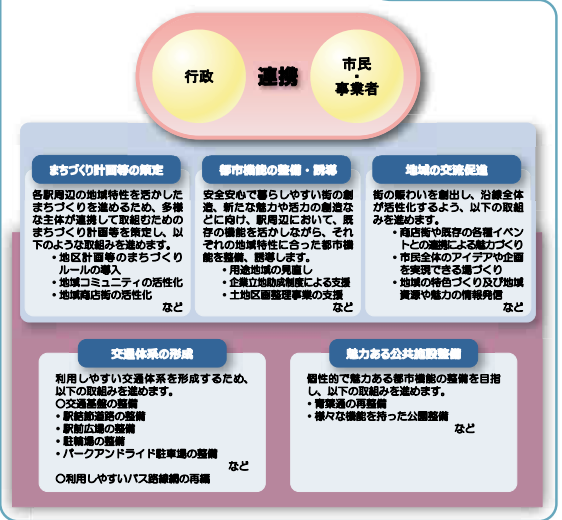 行政
連携
市民
・
事業者
まちづくり計画等の策定
各駅周辺の地域特性を活かした
まちづくりを進めるため、多様
な主体が連携して取組むための
まちづくり計画等を策定し、以
下のような取組みを進めます。
・地区計画等のまちづくり
ルールの導入
・地域コミュニティの活性化
・地域商店街の活性化
など
都市機能の整備・誘導
安全安心で暮らしやすい街の創
造、新たな魅力や活力の創造な
どに向け、駅周辺において、既
存の機能を活かしながら、それ
ぞれの地域特性に合った都市機
能を整備、誘導します。
・用途地域の見直し
・企業立地助成制度による支援
・土地区画整理事業の支援
など
地域の交流促進
街の賑わいを創出し、沿線全体
が活性化するよう、以下の取組
みを進めます。
・商店街や既存の各種イベン
トとの連携による魅力づくり
・市民全体のアイデアや企画
を実現できる場づくり
・地域の特色づくり及び地域
資源や魅力の情報発信
など
交通体系の形成
利用しやすい交通体系を形成するため、
以下の取組みを進めます。
〇交通基盤の整備
・駅結節道路の整備
・駅前広場の整備
・駐輪場の整備
・パークアンドライド駐車場の整備
など
〇利用しやすいバス路線網の再編
魅力ある公共施設整備
個性的で魅力ある都市機能の整備を目指
し、以下の取組みを進めます。
・青葉通の再整備
・様々な機能を持った公園整備
など